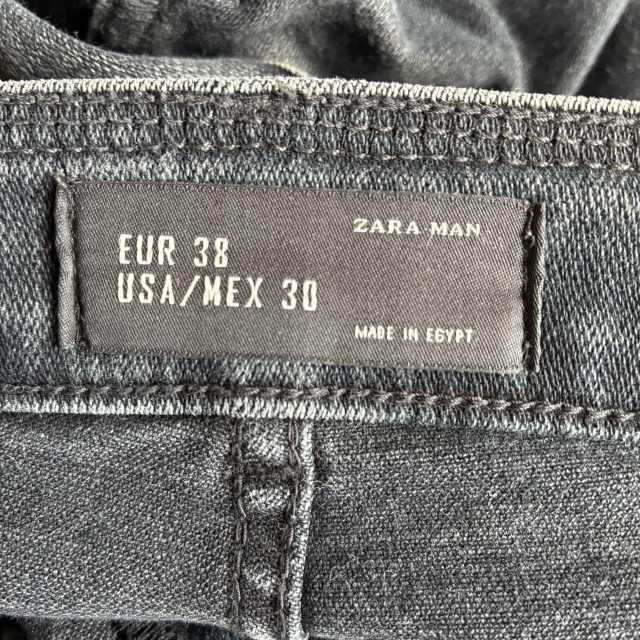 ZARA MAN
EUR 38
USA/MEX 30
MADE IN EGYPT